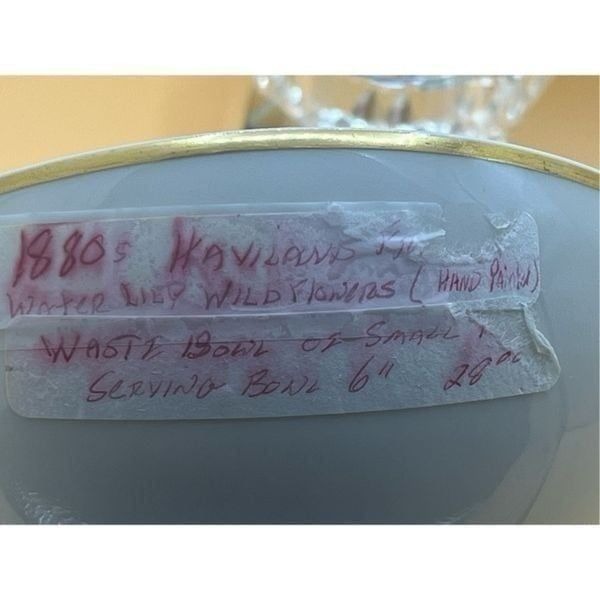 1880s HAVILAND
WATER LILY WILDFLOWERS (HAND Painted)
WASTE BOWL OR SMALL
SERVING BOWL 6" 28.00